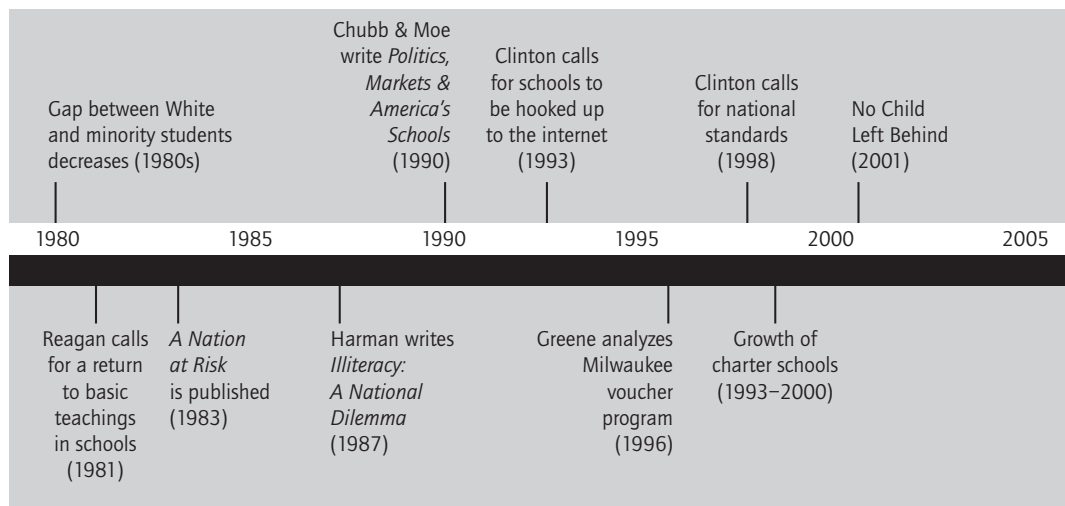 Chubb & Moe
write Politics,
Markets &
America's
Schools
(1990)
Clinton calls
for schools to
be hooked up
to the internet
(1993)
Clinton calls
for national
standards
(1998)
Gap between White
and minority students
decreases (1980s)
No Child
Left Behind
(2001)
1980
1985
1990
1995
2000
2005
Reagan calls
for a return
to basic
teachings
in schools
(1981)
A Nation
at Risk
is published
(1983)
Harman writes
Illiteracy:
A National
Dilemma
(1987)
Greene analyzes
Milwaukee
voucher
program
(1996)
Growth of
charter schools
(1993–2000)